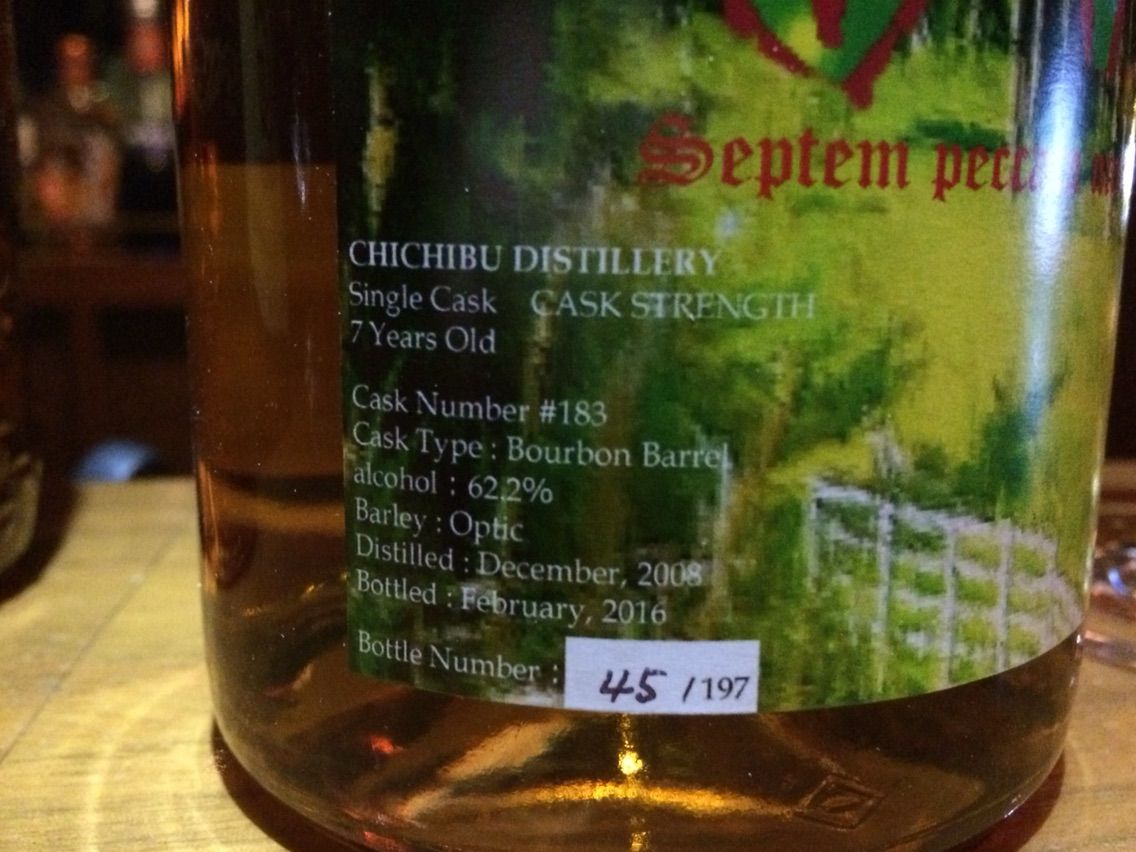 Septem
CHICHIBU DISTILLERY
Single Cask CASK STRENGTH
7 Years Old
Cask Number #183
Cask Type : Bourbon Barrel
alcohol : 62.2%
Barley : Optic
Distilled : December, 2008
Bottled : February, 2016
Bottle Number : 45 /197